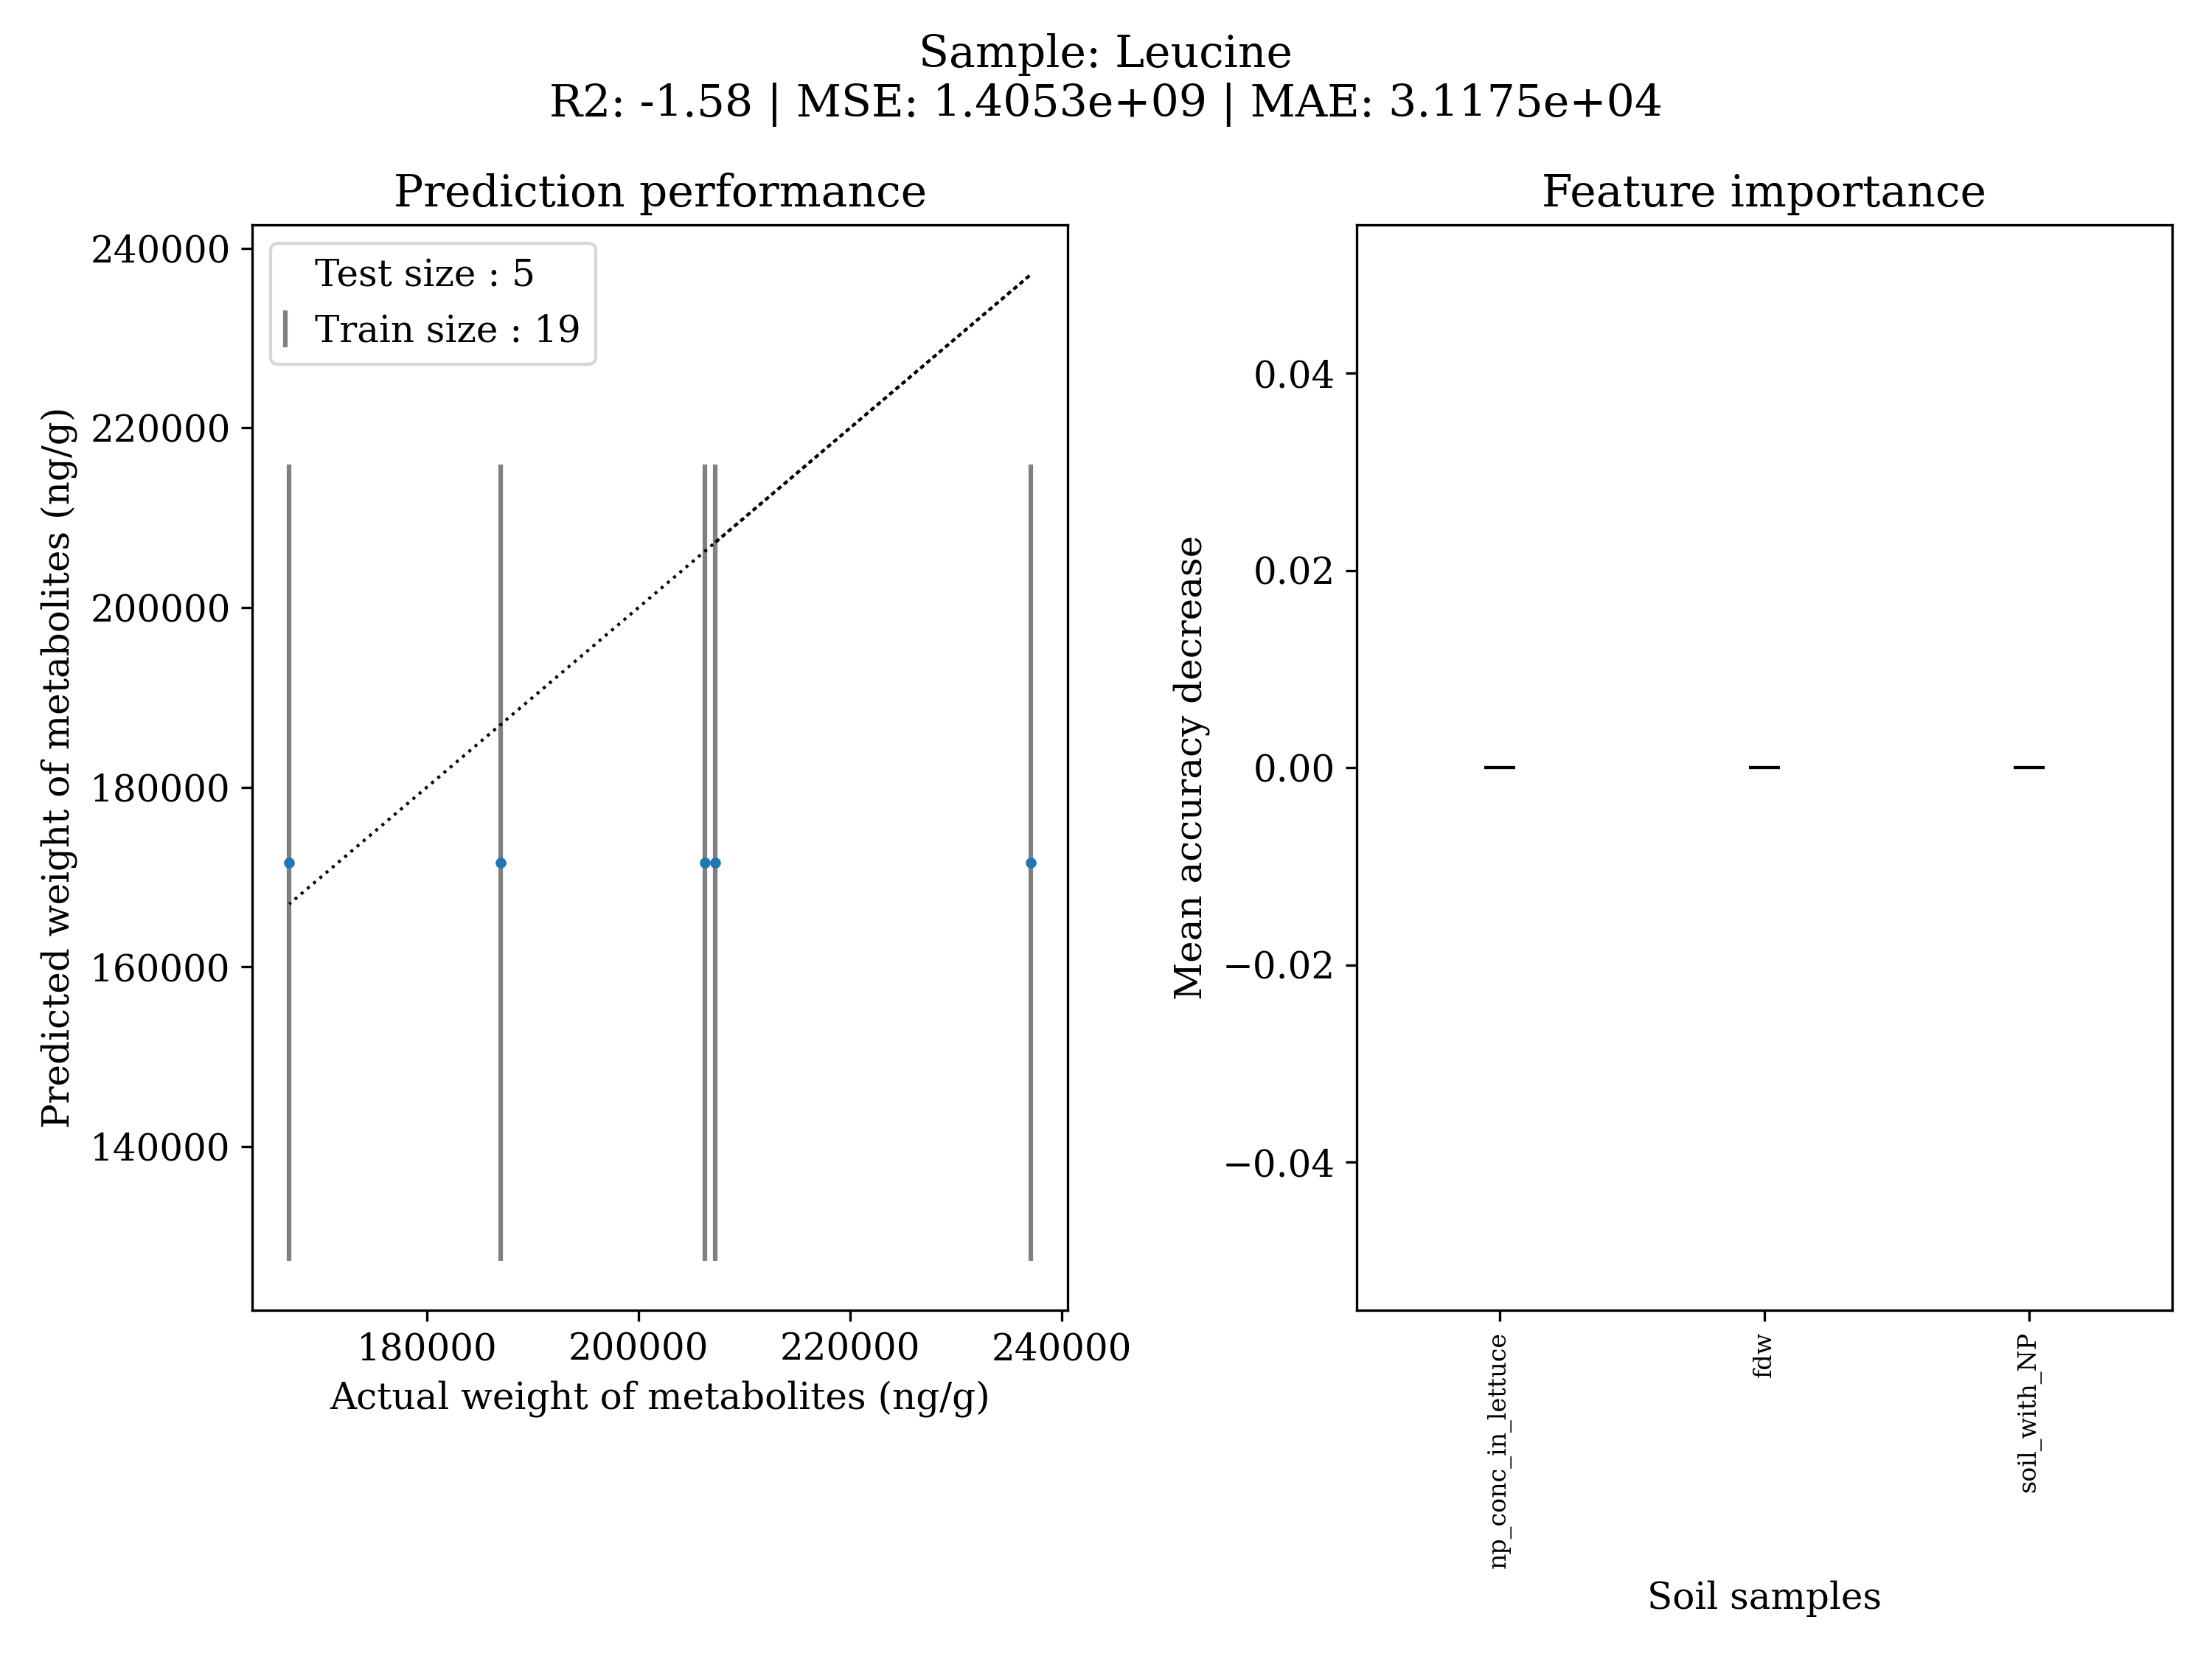 Sample: Leucine
R2: -1.58 | MSE: 1.4053e+09 | MAE: 3.1175e+04
Prediction performance
Test size : 5
Train size : 19
Predicted weight of metabolites (ng/g)
240000
220000
200000
180000
160000
140000
180000 200000 220000 240000
Actual weight of metabolites (ng/g)
Feature importance
Mean accuracy decrease
0.04
0.02
0.00
−0.02
−0.04
np_conc_in_lettuce
fdw
soil_with_NP
Soil samples